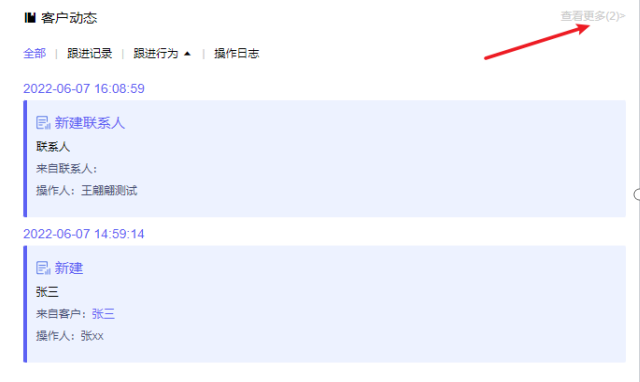 客户动态
查看更多(2)>
全部 | 跟进记录 | 跟进行为 | 操作日志
2022-06-07 16:08:59
新建联系人
联系人
来自联系人：
操作人：王翩翩测试
2022-06-07 14:59:14
新建
张三
来自客户：张三
操作人：张xx